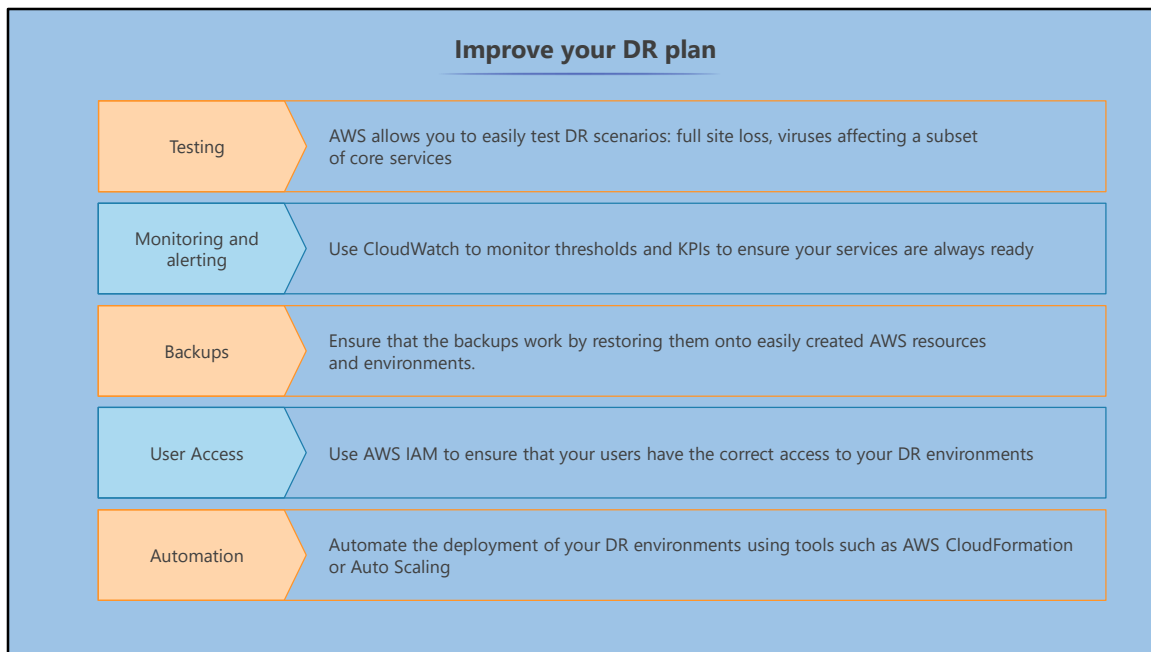 Improve your DR plan
Testing
AWS allows you to easily test DR scenarios: full site loss, viruses affecting a subset
of core services
Monitoring and
alerting
Use CloudWatch to monitor thresholds and KPIs to ensure your services are always ready
Backups
Ensure that the backups work by restoring them onto easily created AWS resources
and environments.
User Access
Use AWS IAM to ensure that your users have the correct access to your DR environments
Automation
Automate the deployment of your DR environments using tools such as AWS CloudFormation
or Auto Scaling